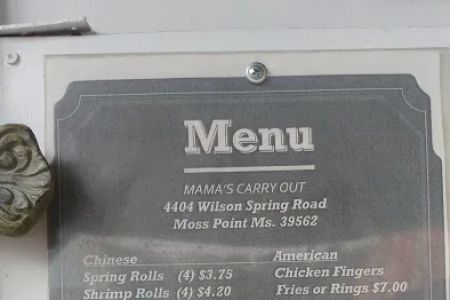 Menu
MAMA'S CARRY OUT
4404 Wilson Spring Road
Moss Point Ms. 39562
Chinese
Spring Rolls (4) $3.75
Shrimp Rolls (4) $4.20
American
Chicken Fingers
Fries or Rings $7.00